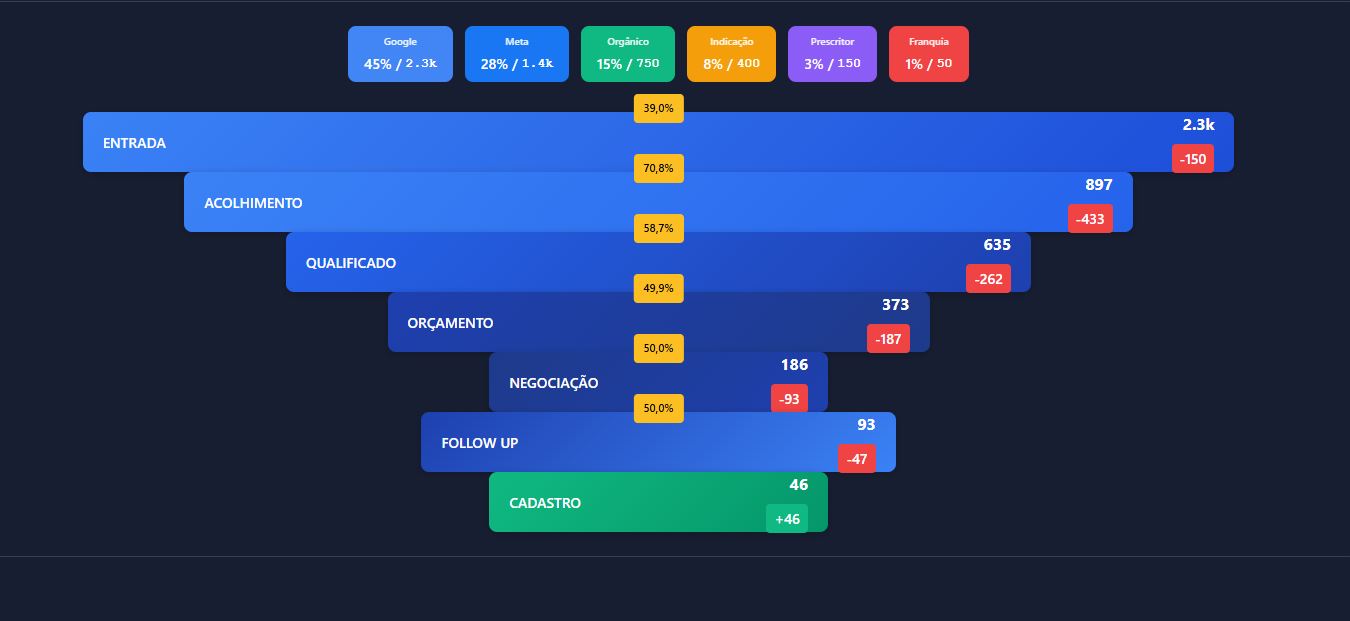 Google
45% / 2.3k
Meta
28% / 1.4k
Orgânico
15% / 750
Indicação
8% / 400
Prescritor
3% / 150
Franquia
1% / 50
39,0%
ENTRADA
2.3k
-150
70,8%
ACOLHIMENTO
897
-433
58,7%
QUALIFICADO
635
-262
49,9%
ORÇAMENTO
373
-187
50,0%
NEGOCIAÇÃO
186
-93
50,0%
FOLLOW UP
93
-47
CADASTRO
46
+46